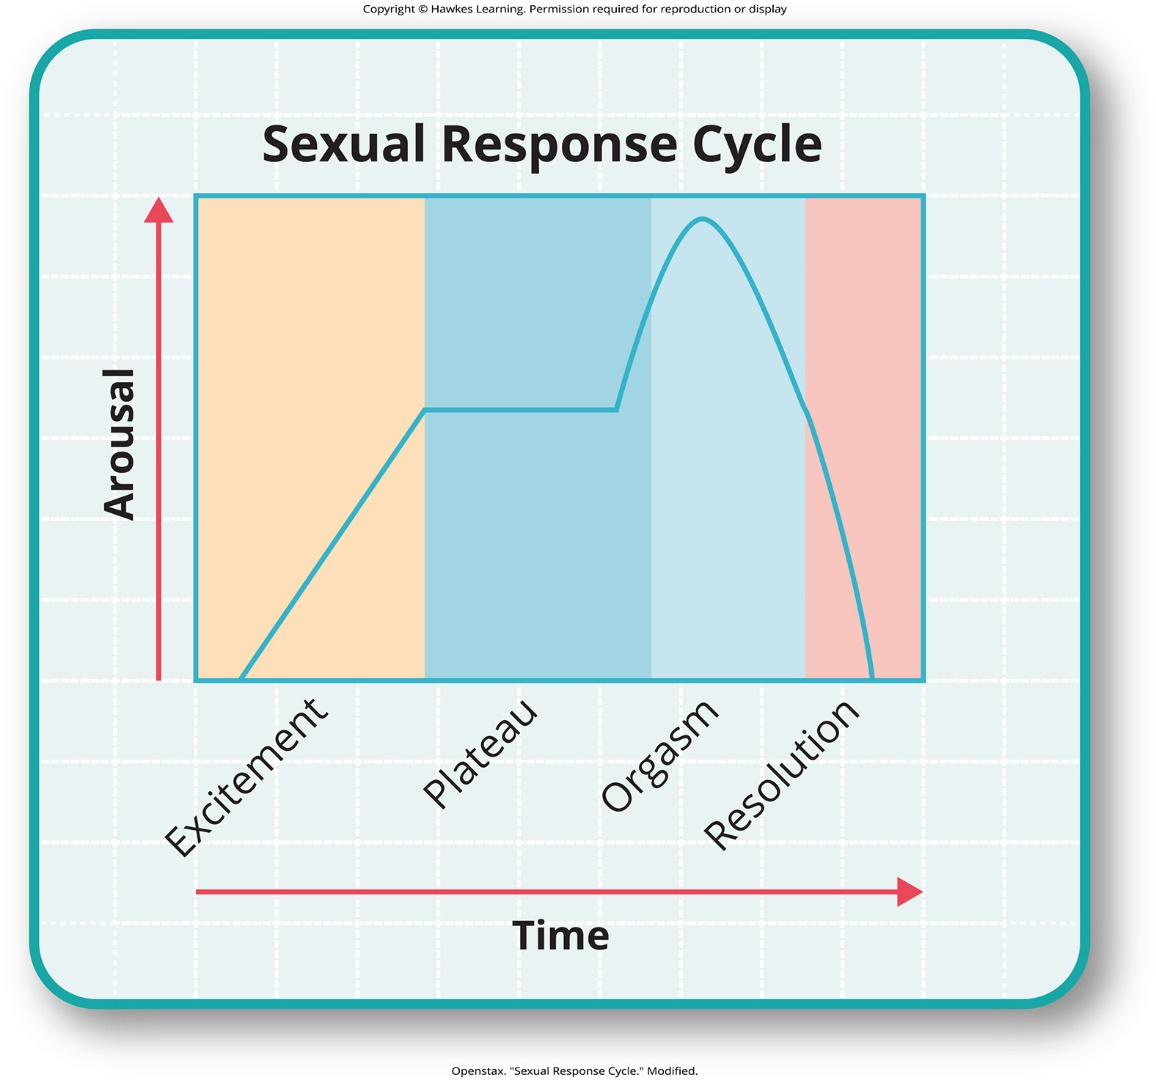 Copyright © Hawkes Learning. Permission required for reproduction or display
Sexual Response Cycle
Arousal
Excitement
Plateau
Orgasm
Resolution
Time
Openstax. "Sexual Response Cycle." Modified.